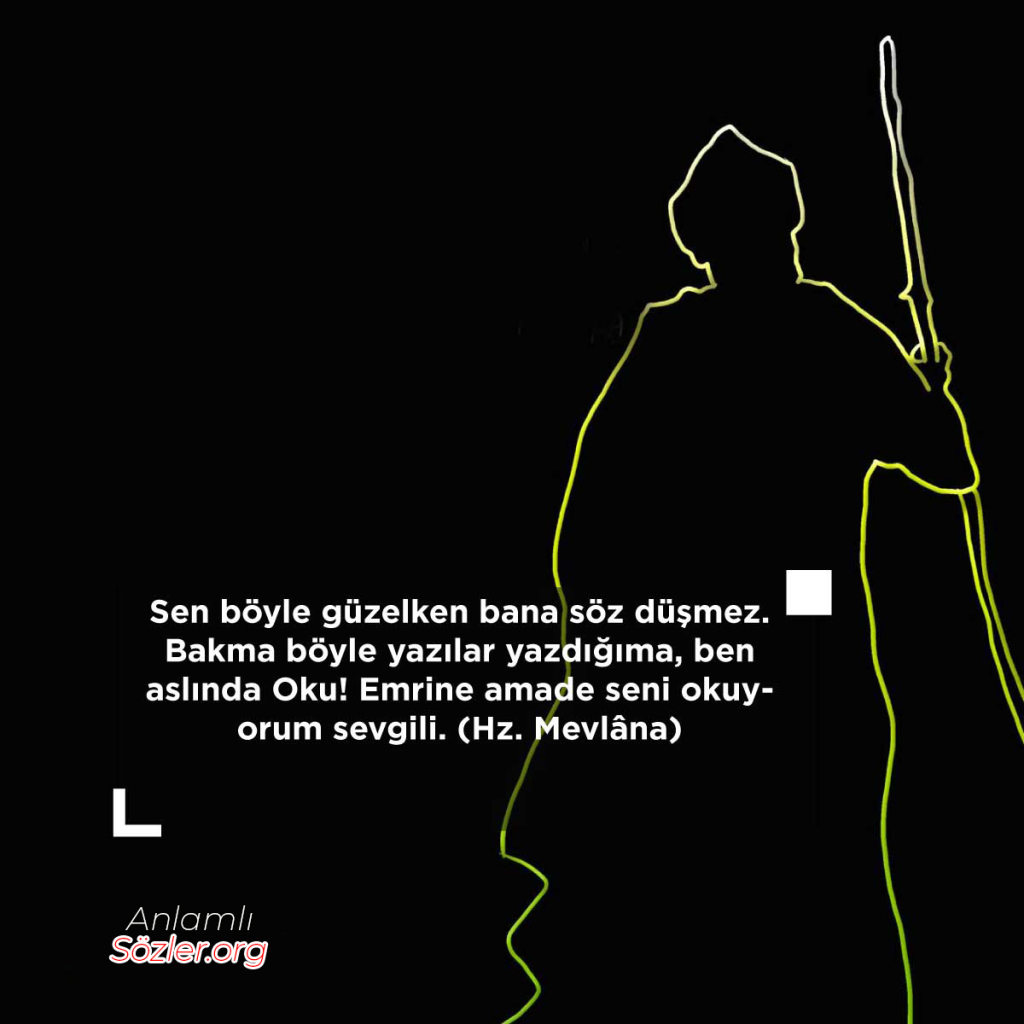 Sen böyle güzelken bana söz düşmez.
Bakma böyle yazılar yazdığıma, ben
aslında Oku! Emrine amade seni okuy-
orum sevgili. (Hz. Mevlâna)
Anlamlı
Sözler.org